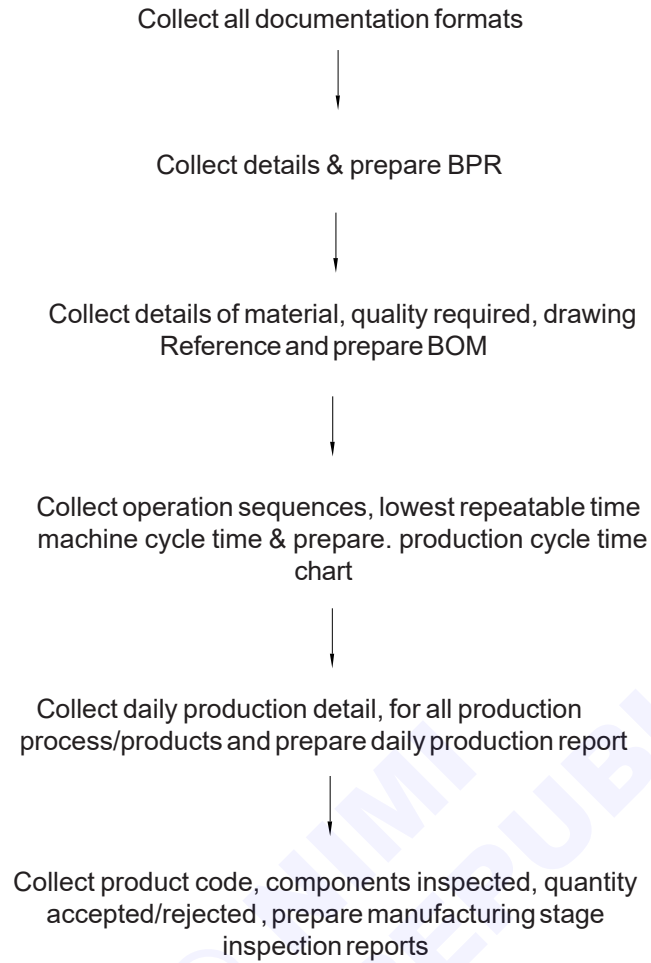 Collect all documentation formats
Collect details & prepare BPR
Collect details of material, quality required, drawing
Reference and prepare BOM
Collect operation sequences, lowest repeatable time
machine cycle time & prepare. production cycle time
chart
Collect daily production detail, for all production
process/products and prepare daily production report
Collect product code, components inspected, quantity
accepted/rejected , prepare manufacturing stage
inspection reports
© NIMI
REPUBL